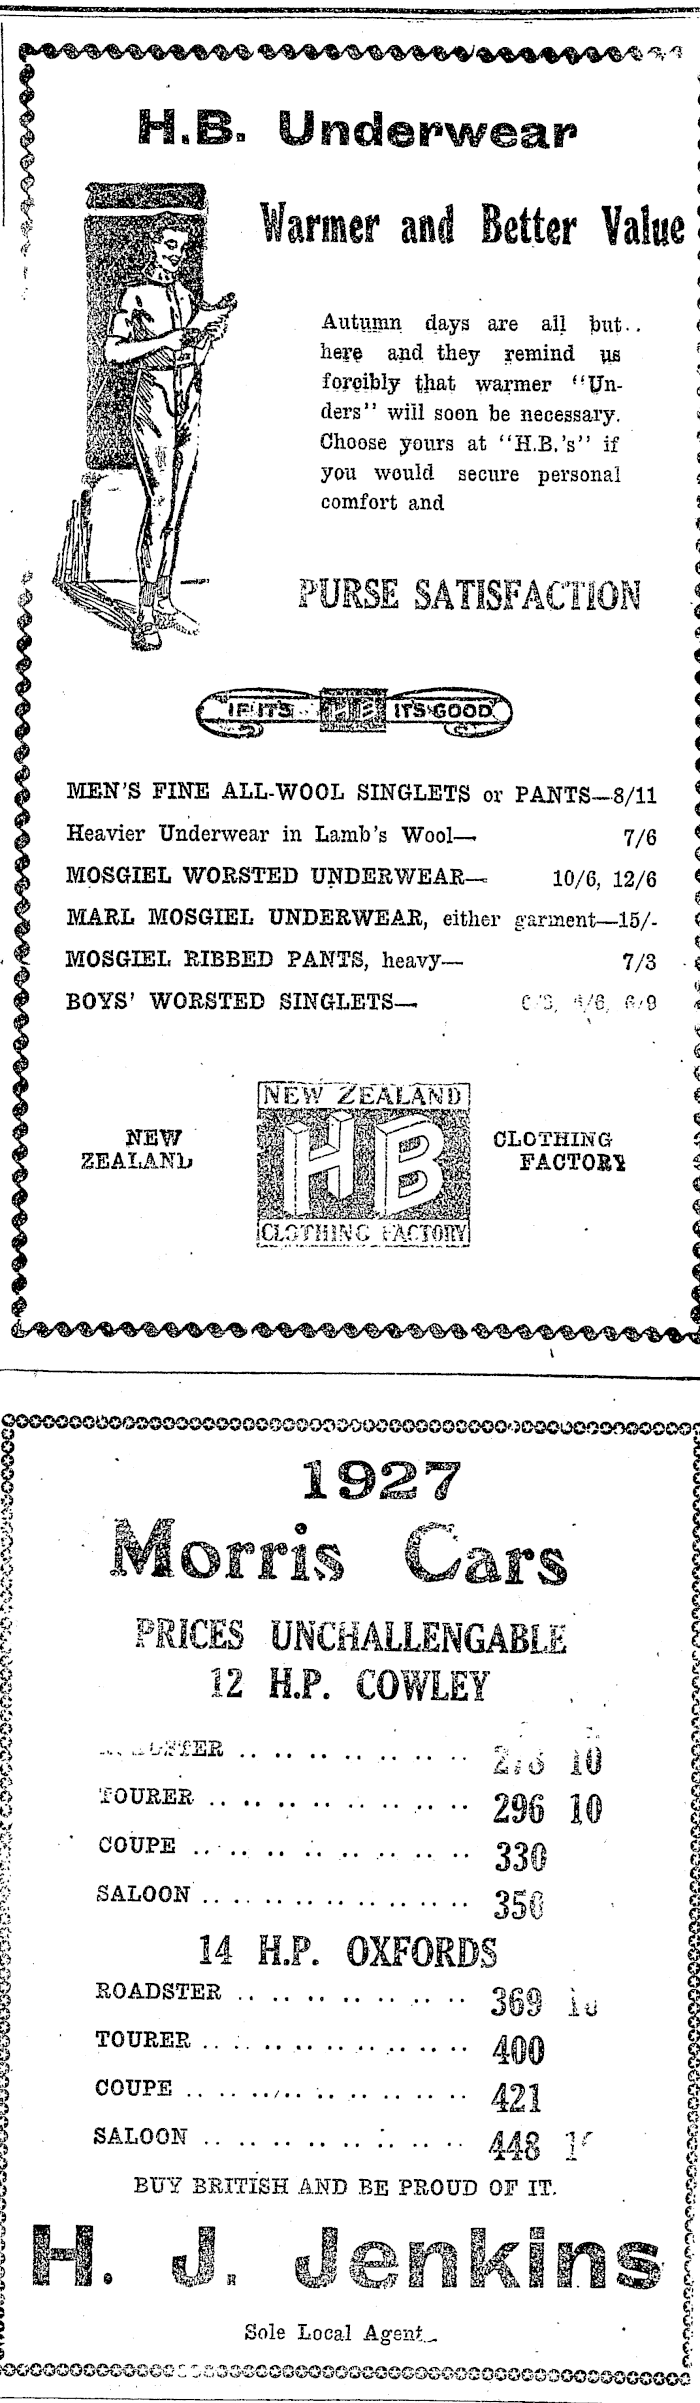 H.B. Underwear
Warmer and Better Value
Autumn days are all but..
here and they remind us
forcibly that warmer "Un-
ders" will soon be necessary.
Choose yours at "H.B.'s" if
you would secure personal
comfort and
PURSE SATISFACTION
IF IT'S HB IT'S GOOD
MEN'S FINE ALL-WOOL SINGLETS or PANTS—8/11
Heavier Underwear in Lamb's Wool— 7/6
MOSGIEL WORSTED UNDERWEAR— 10/6, 12/6
MARL MOSGIEL UNDERWEAR, either garment—15/-
MOSGIEL RIBBED PANTS, heavy— 7/3
BOYS' WORSTED SINGLETS—
NEW ZEALAND
HB
CLOTHING FACTORY
NEW
ZEALAND
CLOTHING
FACTORY
1927
Morris Cars
PRICES UNCHALLENGABLE
12 H.P. COWLEY
ROADSTER .. .. .. .. .. .. .. 10
TOURER .. .. .. .. .. .. .. .. 296 10
COUPE .. .. .. .. .. .. .. .. 330
SALOON .. .. .. .. .. .. .. ..
14 H.P. OXFORDS
ROADSTER .. .. .. .. .. .. .. 369
TOURER .. .. .. .. .. .. .. .. 400
COUPE .. .. .. .. .. .. .. .. 421
SALOON .. .. .. .. .. .. .. .. 448
BUY BRITISH AND BE PROUD OF IT.
H. J. Jenkins
Sole Local Agent